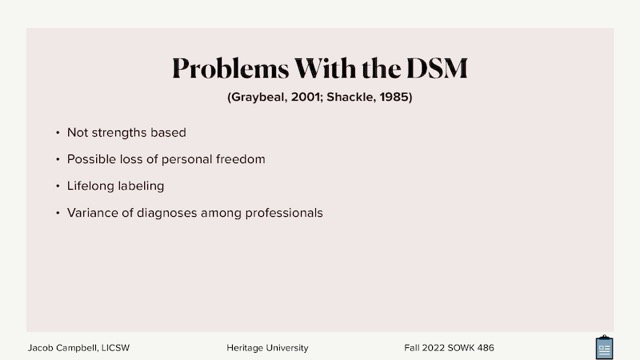 Problems With the DSM
(Graybeal, 2001; Shackle, 1985)
• Not strengths based
• Possible loss of personal freedom
• Lifelong labeling
• Variance of diagnoses among professionals
Jacob Campbell, LICSW Heritage University Fall 2022 SOWK 486